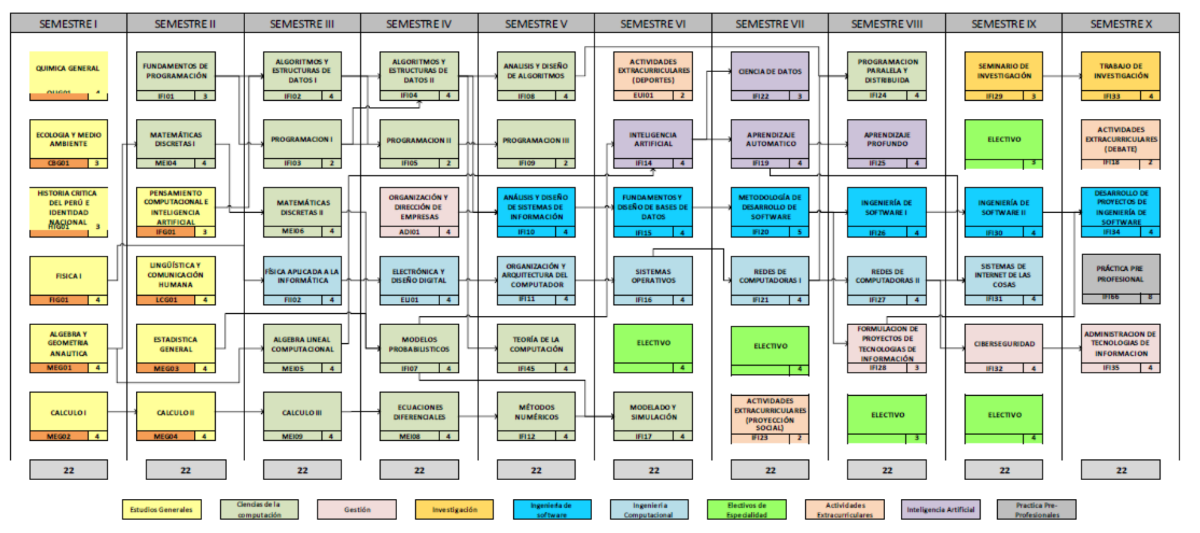 SEMESTRE I
SEMESTRE II
SEMESTRE III
SEMESTRE IV
SEMESTRE V
SEMESTRE VI
SEMESTRE VII
SEMESTRE VIII
SEMESTRE IX
SEMESTRE X
QUIMICA GENERAL
4
FUNDAMENTOS DE
PROGRAMACIÓN
IFI01 3
ALGORITMOS Y
ESTRUCTURAS DE
DATOS I
IFI02 4
ALGORITMOS Y
ESTRUCTURAS DE
DATOS II
IFI04 4
ANALISIS Y DISEÑO
DE ALGORITMOS
IFI08 4
ACTIVIDADES
EXTRACURRICULARES
(DEPORTES)
EUI01 2
CIENCIA DE DATOS
IFI22 3
PROGRAMACION
PARALELA Y
DISTRIBUIDA
IFI24 4
SEMINARIO DE
INVESTIGACIÓN
IFI29 3
TRABAJO DE
INVESTIGACIÓN
IFI33 4
ECOLOGIA Y MEDIO
AMBIENTE
CBG01 3
MATEMÁTICAS
DISCRETAS I
MEI04 4
PROGRAMACION I
IFI03 2
PROGRAMACION II
IFI05 2
PROGRAMACION III
IFI09 2
INTELIGENCIA
ARTIFICIAL
IFI14 4
APRENDIZAJE
AUTOMATICO
IFI19 4
APRENDIZAJE
PROFUNDO
IFI25 4
ELECTIVO
3
ACTIVIDADES
EXTRACURRICULARES
(DEBATE)
IFI18 2
HISTORIA CRITICA
DEL PERÚ E
IDENTIDAD
NACIONAL
HIG01 3
PENSAMIENTO
COMPUTACIONAL E
INTELIGENCIA
ARTIFICIAL
IFG01 3
MATEMÁTICAS
DISCRETAS II
MEI06 4
ORGANIZACIÓN Y
DIRECCIÓN DE
EMPRESAS
ADI01 4
ANÁLISIS Y DISEÑO
DE SISTEMAS DE
INFORMACIÓN
IFI10 4
FUNDAMENTOS Y
DISEÑO DE BASES DE
DATOS
IFI15 4
METODOLOGÍA DE
DESARROLLO DE
SOFTWARE
IFI20 5
INGENIERÍA DE
SOFTWARE I
IFI26 4
INGENIERÍA DE
SOFTWARE II
IFI30 4
DESARROLLO DE
PROYECTOS DE
INGENIERÍA DE
SOFTWARE
IFI34 4
FISICA I
FIG01 4
LINGÜÍSTICA Y
COMUNICACIÓN
HUMANA
LCG01 4
FÍSICA APLICADA A LA
INFORMÁTICA
FII02 4
ELECTRÓNICA Y
DISEÑO DIGITAL
ELI01 4
ORGANIZACIÓN Y
ARQUITECTURA DEL
COMPUTADOR
IFI11 4
SISTEMAS
OPERATIVOS
IFI16 4
REDES DE
COMPUTADORAS I
IFI21 4
REDES DE
COMPUTADORAS II
IFI27 4
SISTEMAS DE
INTERNET DE LAS
COSAS
IFI31 4
PRÁCTICA PRE
PROFESIONAL
IFI66 8
ALGEBRA Y
GEOMETRIA
ANALITICA
MEG01 4
ESTADISTICA
GENERAL
MEG03 4
ALGEBRA LINEAL
COMPUTACIONAL
MEI05 4
MODELOS
PROBABILISTICOS
IFI07 4
TEORÍA DE LA
COMPUTACIÓN
IFI45 4
ELECTIVO
4
ELECTIVO
4
FORMULACION DE
PROYECTOS DE
TECNOLOGIAS DE
INFORMACIÓN
IFI28 3
CIBERSEGURIDAD
IFI32 4
ADMINISTRACION DE
TECNOLOGIAS DE
INFORMACION
IFI35 4
CALCULO I
MEG02 4
CALCULO II
MEG04 4
CALCULO III
MEI09 4
ECUACIONES
DIFERENCIALES
MEI08 4
MÉTODOS
NUMÉRICOS
IFI12 4
MODELADO Y
SIMULACIÓN
IFI17 4
ACTIVIDADES
EXTRACURRICULARES
(PROYECCIÓN
SOCIAL)
IFI23 2
ELECTIVO
3
ELECTIVO
4
22
22
22
22
22
22
22
22
22
22
Estudios Generales
Ciencias de la
computación
Gestión
Investigación
Ingeniería de
software
Ingenieria
Computacional
Electivos de
Especialidad
Actividades
Extracurriculares
Inteligencia Artificial
Practica Pre-
Profesionales